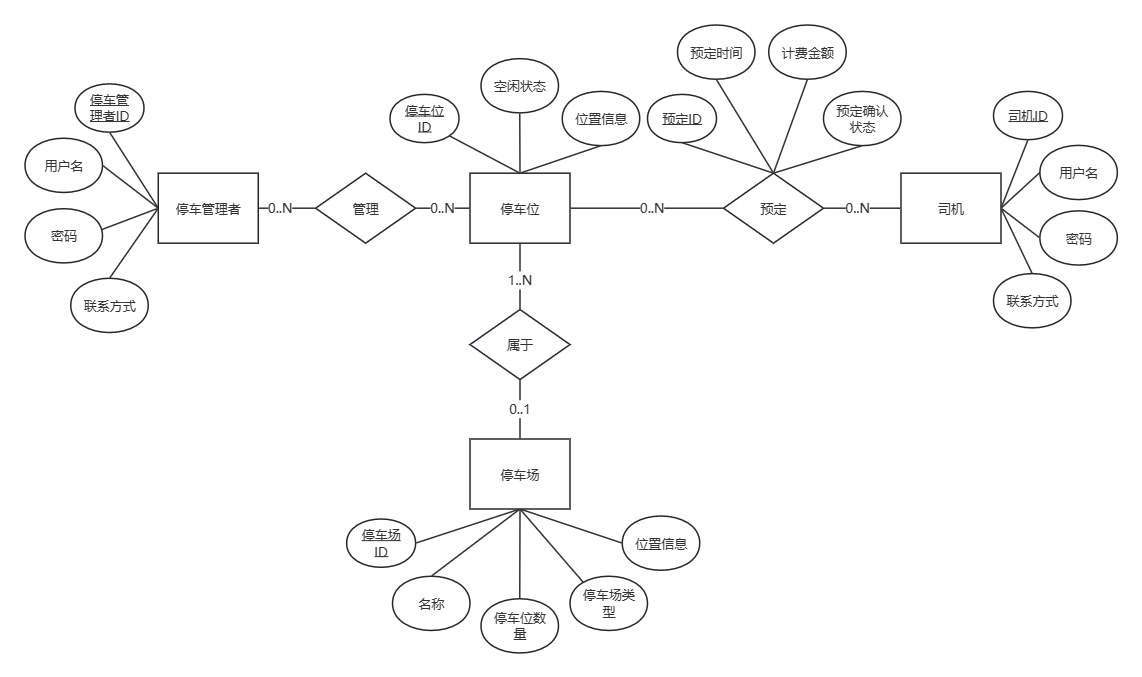 预定时间
计费金额
空闲状态
停车管
理者ID
停车位
ID
位置信息
预定ID
预定确认
状态
司机ID
用户名
用户名
停车管理者
0..N
管理
0..N
停车位
0..N
预定
0..N
司机
密码
密码
1..N
联系方式
联系方式
属于
0..1
停车场
停车场
ID
位置信息
名称
停车位数
量
停车场类
型